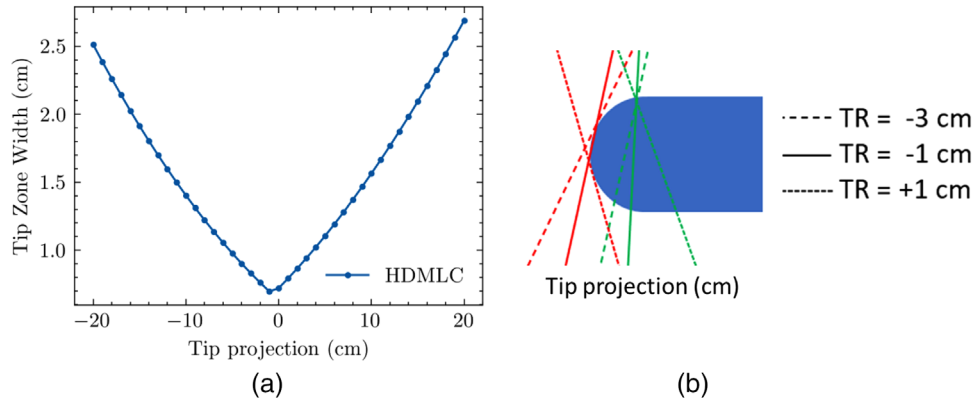 2.5
2.0
1.5
1.0
Tip Zone Width (cm)
HDMLC
−20
−10
0
10
20
Tip projection (cm)
(a)
TR = -3 cm
TR = -1 cm
TR = +1 cm
Tip projection (cm)
(b)